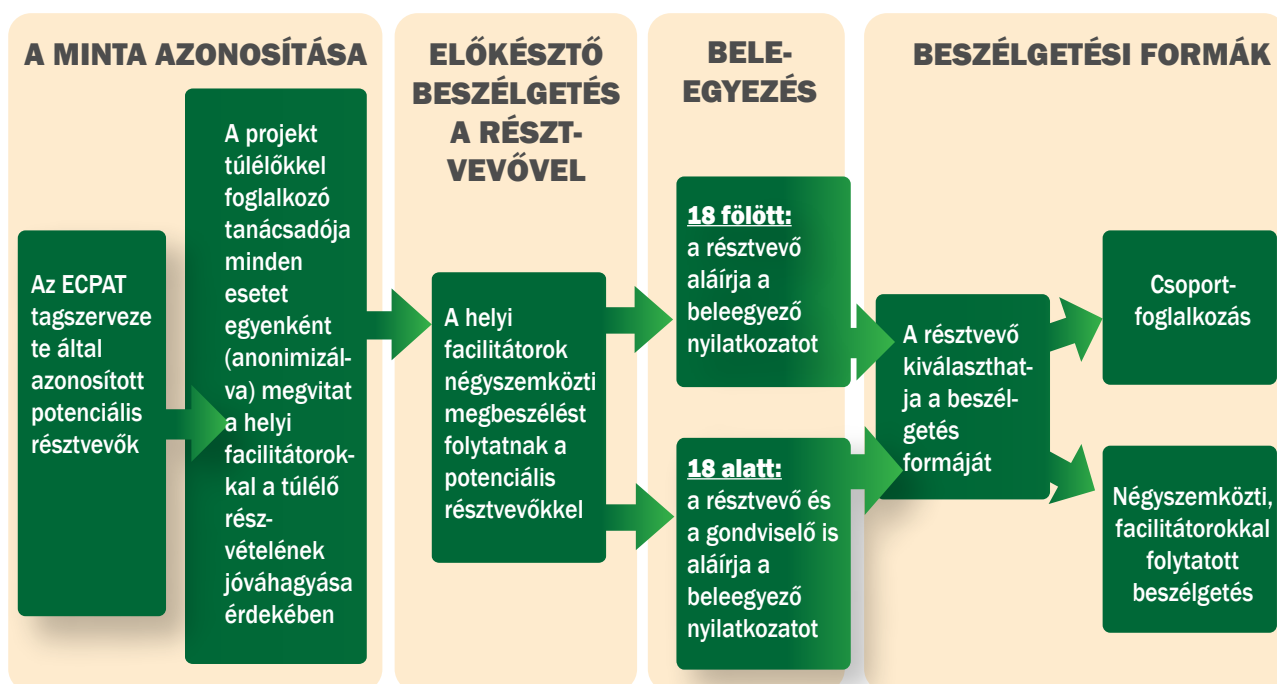 A MINTA AZONOSÍTÁSA
Az ECPAT
tagszerveze
te által
azonosított
potenciális
résztvevők
A projekt
túlélőkkel
foglalkozó
tanácsadója
minden
esetet
egyenként
(anonimizál-
va) megvitat
a helyi
facilitátorok-
kal a túlélő
rész-
vételének
jóváhagyása
érdekében
ELŐKÉSZTŐ
BESZÉLGETÉS
A RÉSZT-
VEVŐVEL
A helyi
facilitátorok
négyszemközti
megbeszélést
folytatnak a
potenciális
résztvevőkkel
BELE-
EGYEZÉS
18 fölött:
a résztvevő
aláírja a
beleegyező
nyilatkozatot
18 alatt:
a résztvevő és
a gondviselő is
aláírja a
beleegyező
nyilatkozatot
BESZÉLGETÉSI FORMÁK
A résztvevő
kiválaszthat-
ja a beszél-
getés
formáját
Csoport-
foglalkozás
Négyszemközti,
facilitátorokkal
folytatott
beszélgetés